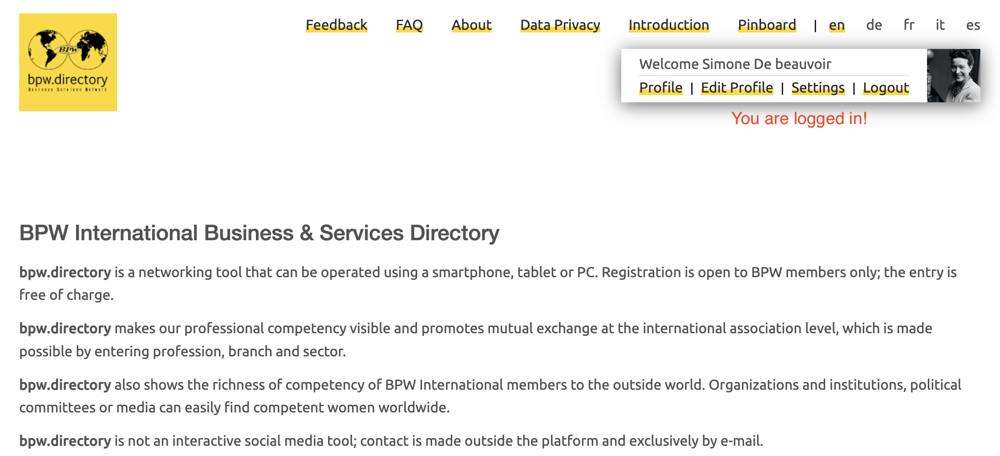 Feedback FAQ About Data Privacy Introduction Pinboard | en de fr it es
BPW
bpw.directory
Business Services Network
Welcome Simone De beauvoir
Profile | Edit Profile | Settings | Logout
You are logged in!
BPW International Business & Services Directory
bpw.directory is a networking tool that can be operated using a smartphone, tablet or PC. Registration is open to BPW members only; the entry is
free of charge.
bpw.directory makes our professional competency visible and promotes mutual exchange at the international association level, which is made
possible by entering profession, branch and sector.
bpw.directory also shows the richness of competency of BPW International members to the outside world. Organizations and institutions, political
committees or media can easily find competent women worldwide.
bpw.directory is not an interactive social media tool; contact is made outside the platform and exclusively by e-mail.